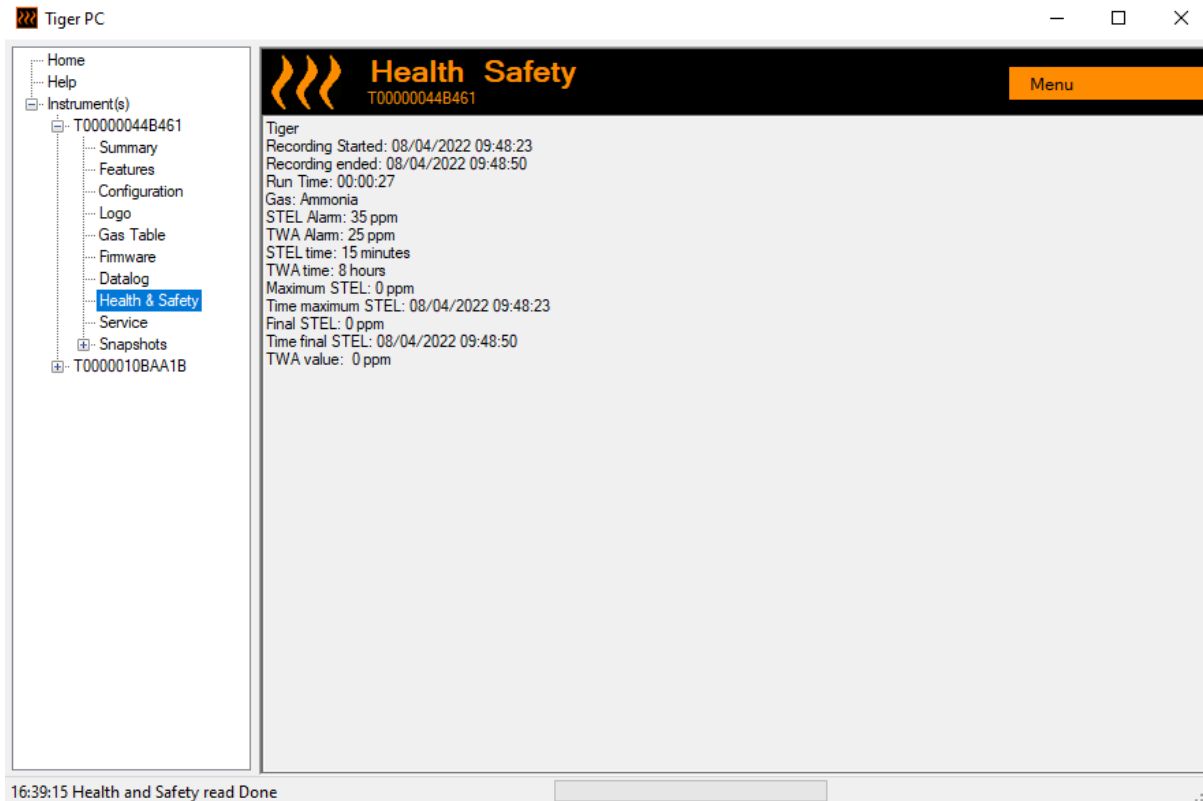 Tiger PC
Home
Help
Instrument(s)
T00000044B461
Summary
Features
Configuration
Logo
Gas Table
Firmware
Datalog
Health & Safety
Service
Snapshots
T0000010BAA1B
Health Safety
T00000044B461
Menu
Tiger
Recording Started: 08/04/2022 09:48:23
Recording ended: 08/04/2022 09:48:50
Run Time: 00:00:27
Gas: Ammonia
STEL Alarm: 35 ppm
TWA Alarm: 25 ppm
STEL time: 15 minutes
TWA time: 8 hours
Maximum STEL: 0 ppm
Time maximum STEL: 08/04/2022 09:48:23
Final STEL: 0 ppm
Time final STEL: 08/04/2022 09:48:50
TWA value:  0 ppm
16:39:15 Health and Safety read Done